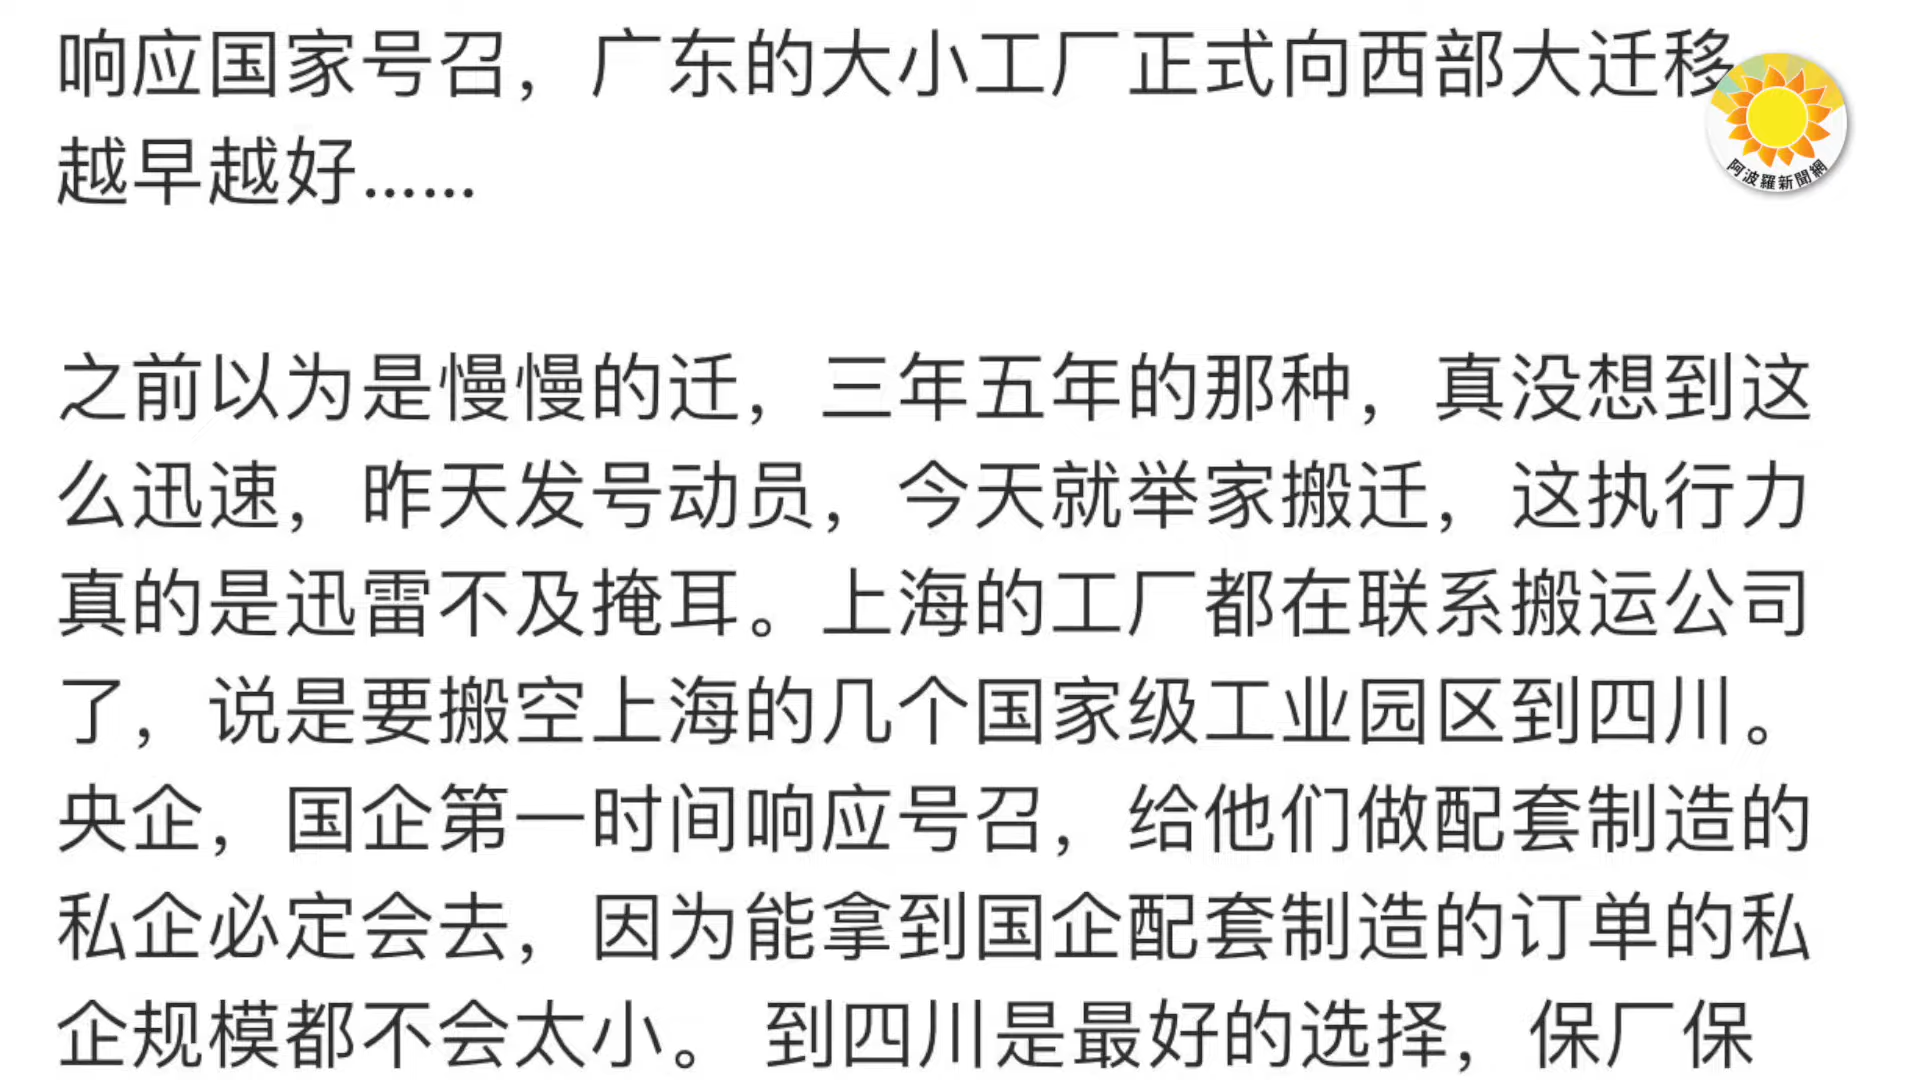 响应国家号召，广东的大小工厂正式向西部大迁移
越早越好……
阿波羅新聞網
之前以为是慢慢的迁，三年五年的那种，真没想到这
么迅速，昨天发号动员，今天就举家搬迁，这执行力
真的是迅雷不及掩耳。上海的工厂都在联系搬运公司
了，说是要搬空上海的几个国家级工业园区到四川。
央企，国企第一时间响应号召，给他们做配套制造的
私企必定会去，因为能拿到国企配套制造的订单的私
企规模都不会太小。 到四川是最好的选择，保厂保